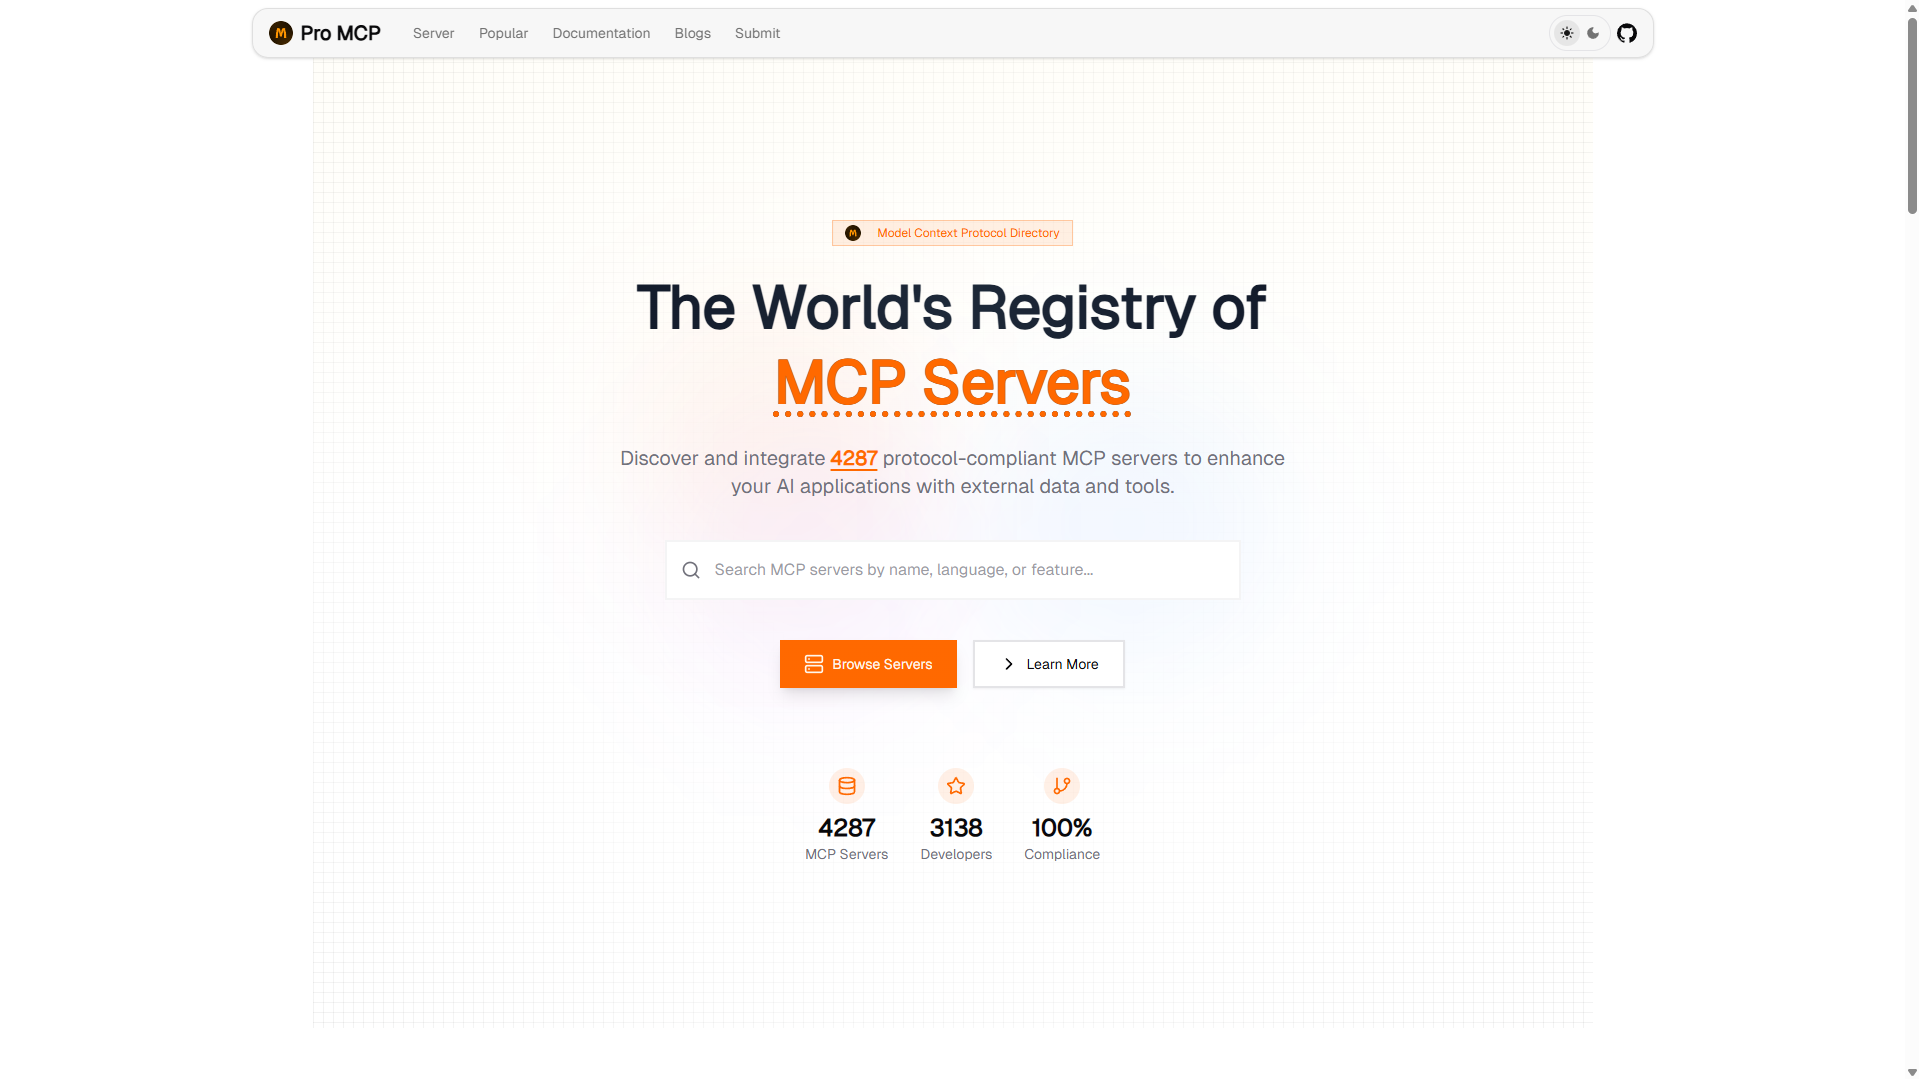 M Pro MCP Server Popular Documentation Blogs Submit
M Model Context Protocol Directory
The World's Registry of
MCP Servers
Discover and integrate 4287 protocol-compliant MCP servers to enhance
your AI applications with external data and tools.
Search MCP servers by name, language, or feature...
Browse Servers
Learn More
4287
MCP Servers
3138
Developers
100%
Compliance